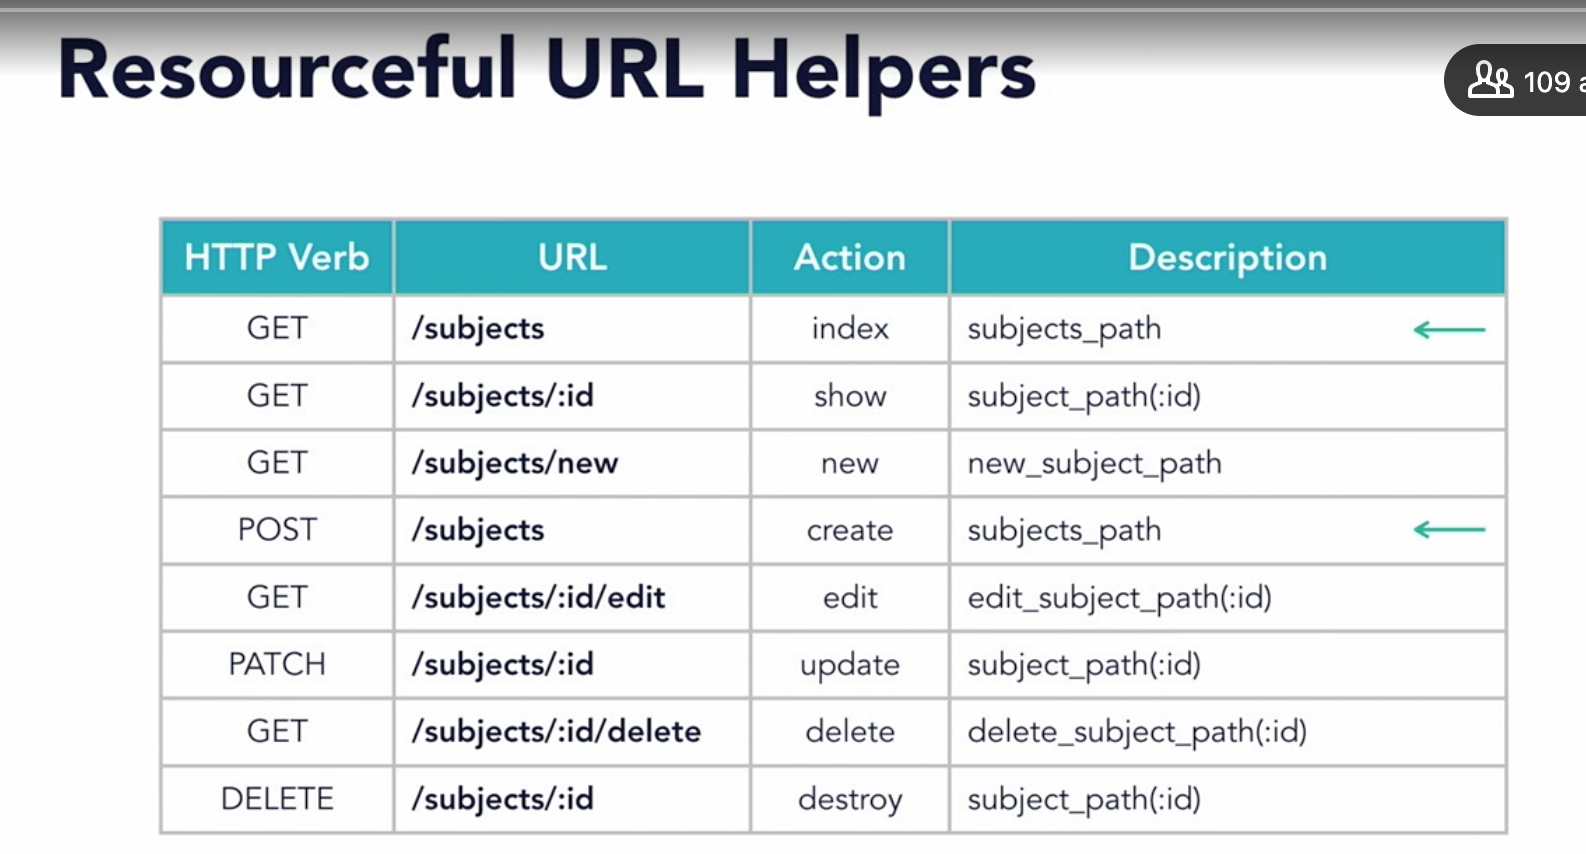 Resourceful URL Helpers
109
HTTP Verb URL Action Description
GET /subjects index subjects_path
GET /subjects/:id show subject_path(:id)
GET /subjects/new new new_subject_path
POST /subjects create subjects_path
GET /subjects/:id/edit edit edit_subject_path(:id)
PATCH /subjects/:id update subject_path(:id)
GET /subjects/:id/delete delete delete_subject_path(:id)
DELETE /subjects/:id destroy subject_path(:id)